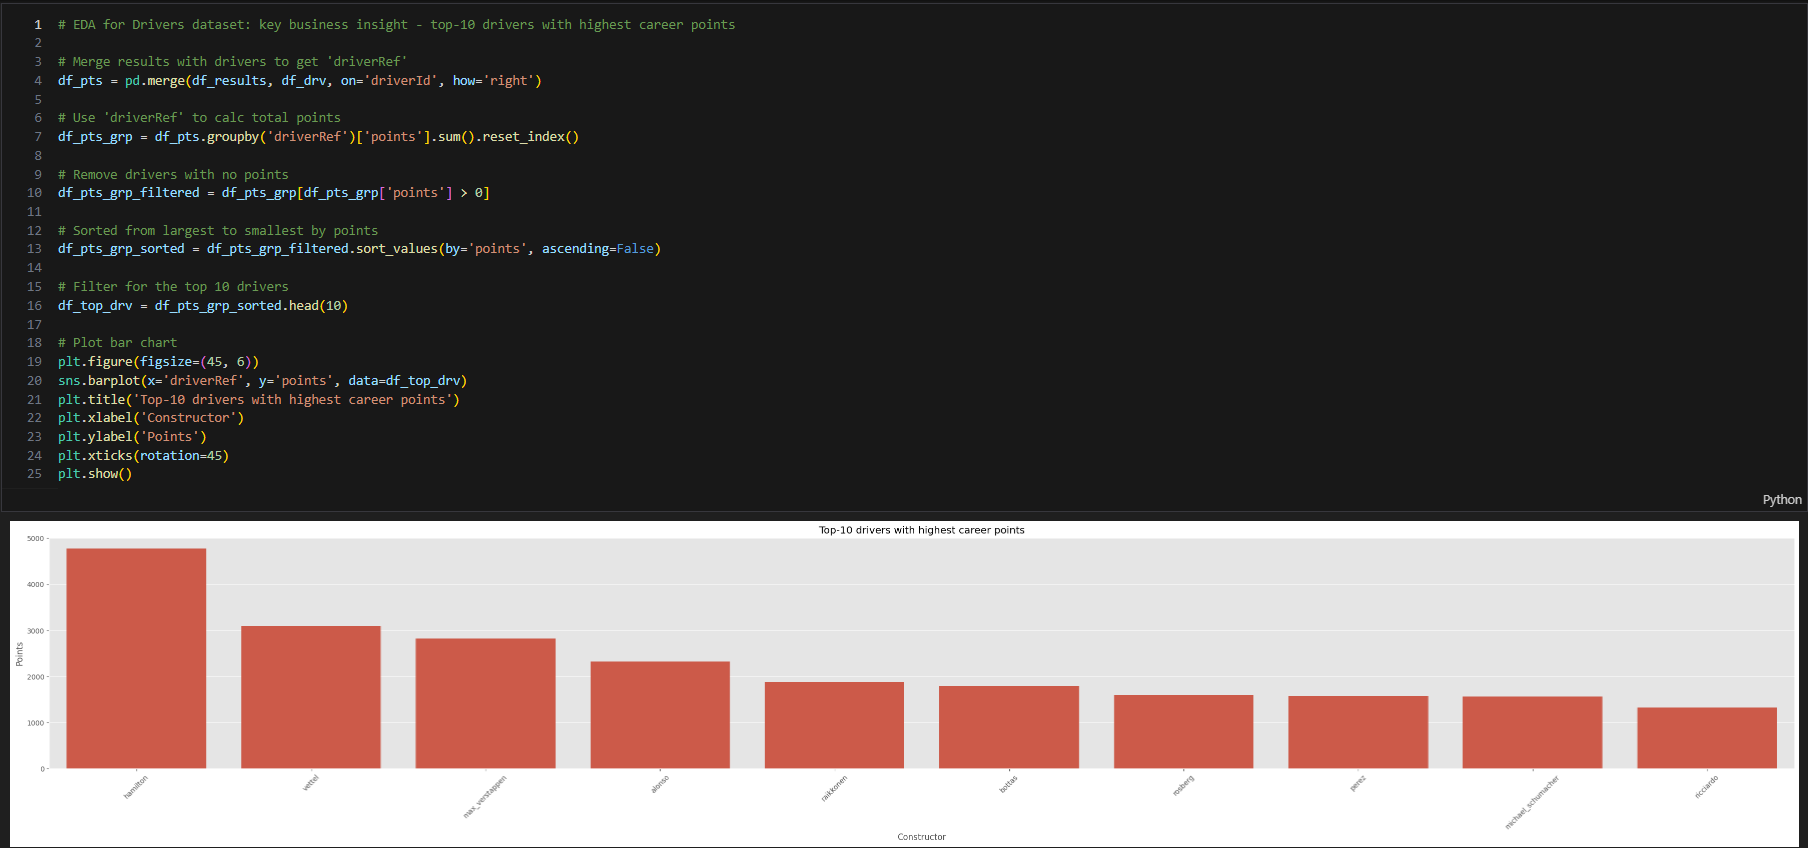 1 # EDA for Drivers dataset: key business insight - top-10 drivers with highest career points
2
3 # Merge results with drivers to get 'driverRef'
4 df_pts = pd.merge(df_results, df_drv, on='driverId', how='right')
5
6 # Use 'driverRef' to calc total points
7 df_pts_grp = df_pts.groupby('driverRef')['points'].sum().reset_index()
8
9 # Remove drivers with no points
10 df_pts_grp_filtered = df_pts_grp[df_pts_grp['points'] > 0]
11
12 # Sorted from largest to smallest by points
13 df_pts_grp_sorted = df_pts_grp_filtered.sort_values(by='points', ascending=False)
14
15 # Filter for the top 10 drivers
16 df_top_drv = df_pts_grp_sorted.head(10)
17
18 # Plot bar chart
19 plt.figure(figsize=(45, 6))
20 sns.barplot(x='driverRef', y='points', data=df_top_drv)
21 plt.title('Top-10 drivers with highest career points')
22 plt.xlabel('Constructor')
23 plt.ylabel('Points')
24 plt.xticks(rotation=45)
25 plt.show()
Python
Top-10 drivers with highest career points
5000
4000
3000
2000
1000
0
Points
hamilton
vettel
max_verstappen
alonso
raikkonen
bottas
rosberg
perez
michael_schumacher
ricciardo
Constructor